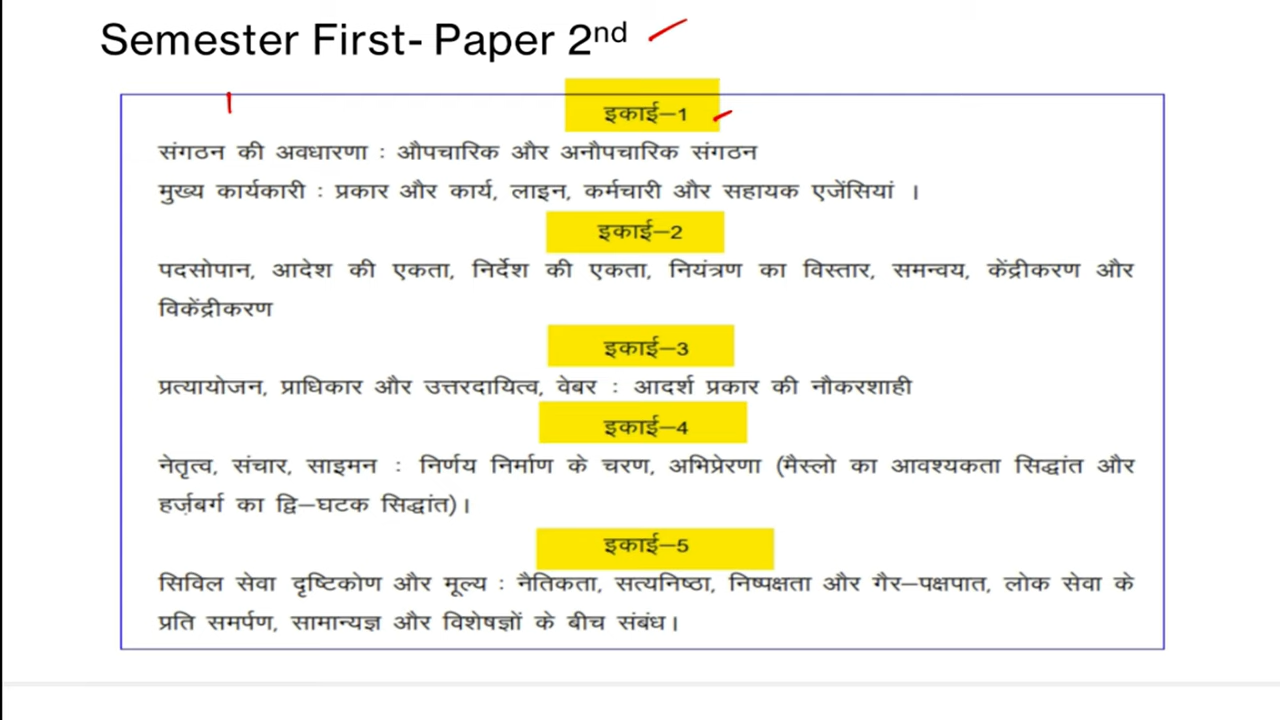 Semester First- Paper 2nd
इकाई–1
संगठन की अवधारणा : औपचारिक और अनौपचारिक संगठन
मुख्य कार्यकारी : प्रकार और कार्य, लाइन, कर्मचारी और सहायक एजेंसियां ।
इकाई–2
पदसोपान, आदेश की एकता, निर्देश की एकता, नियंत्रण का विस्तार, समन्वय, केंद्रीकरण और
विकेंद्रीकरण
इकाई–3
प्रत्यायोजन, प्राधिकार और उत्तरदायित्व, वेबर : आदर्श प्रकार की नौकरशाही
इकाई–4
नेतृत्व, संचार, साइमन : निर्णय निर्माण के चरण, अभिप्रेरणा (मैस्लो का आवश्यकता सिद्धांत और
हर्ज़बर्ग का द्वि–घटक सिद्धांत)।
इकाई–5
सिविल सेवा दृष्टिकोण और मूल्य : नैतिकता, सत्यनिष्ठा, निष्पक्षता और गैर–पक्षपात, लोक सेवा के
प्रति समर्पण, सामान्यज्ञ और विशेषज्ञों के बीच संबंध।